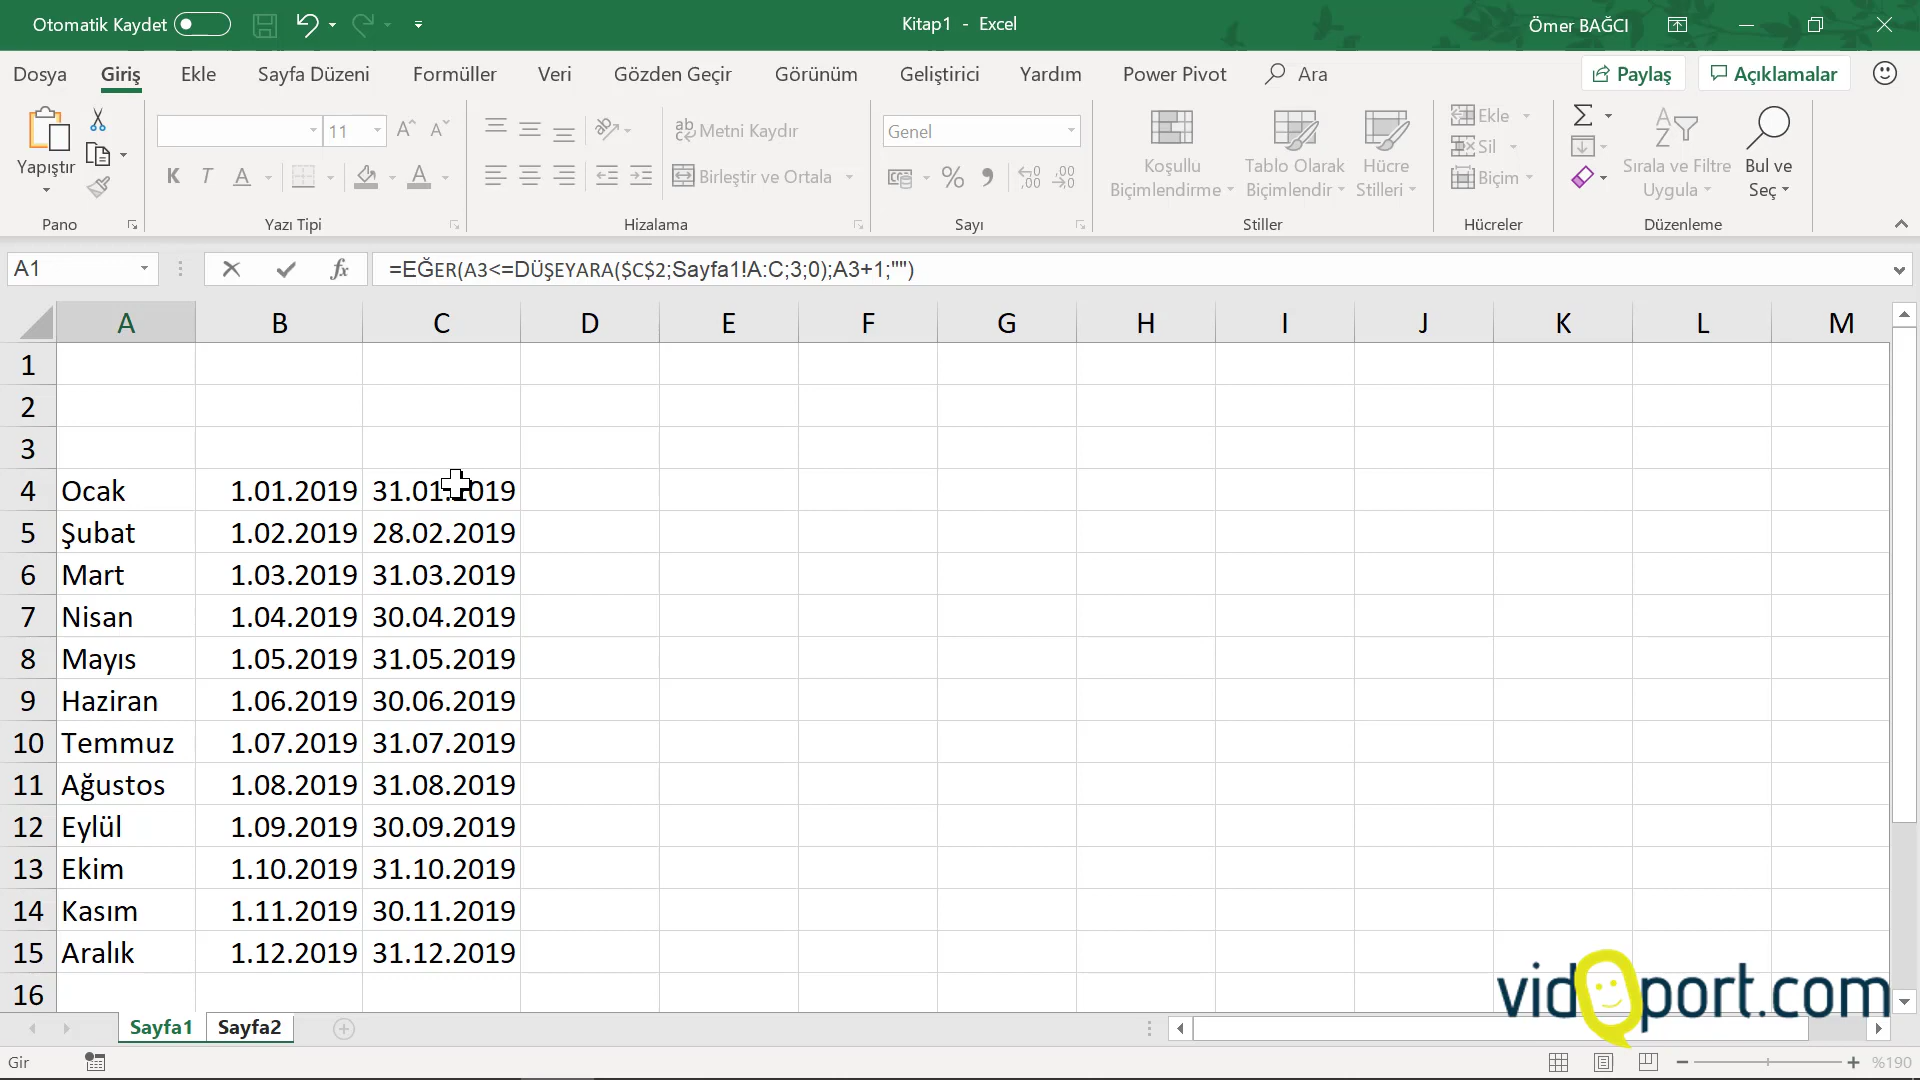 Otomatik Kaydet
Kitap1 - Excel
Ömer BAĞCI
Dosya Giriş Ekle Sayfa Düzeni Formüller Veri Gözden Geçir Görünüm Geliştirici Yardım Power Pivot Ara Paylaş Açıklamalar
Yapıştır
Pano
11
K T A A
Yazı Tipi
Metni Kaydır
Birleştir ve Ortala
Hizalama
Genel
Sayı
Koşullu Biçimlendirme
Tablo Olarak Biçimlendir
Hücre Stilleri
Stiller
Ekle
Sil
Biçim
Hücreler
Sırala ve Filtre Uygula
Bul ve Seç
Düzenleme
A1 fx =EĞER(A3<=DÜŞEYARA($C$2;Sayfa1!A:C;3;0);A3+1;"")
A B C D E F G H I J K L M
1
2
3
4 Ocak 1.01.2019 31.01.2019
5 Şubat 1.02.2019 28.02.2019
6 Mart 1.03.2019 31.03.2019
7 Nisan 1.04.2019 30.04.2019
8 Mayıs 1.05.2019 31.05.2019
9 Haziran 1.06.2019 30.06.2019
10 Temmuz 1.07.2019 31.07.2019
11 Ağustos 1.08.2019 31.08.2019
12 Eylül 1.09.2019 30.09.2019
13 Ekim 1.10.2019 31.10.2019
14 Kasım 1.11.2019 30.11.2019
15 Aralık 1.12.2019 31.12.2019
16
vidoport.com
Sayfa1 Sayfa2
Gir
%190